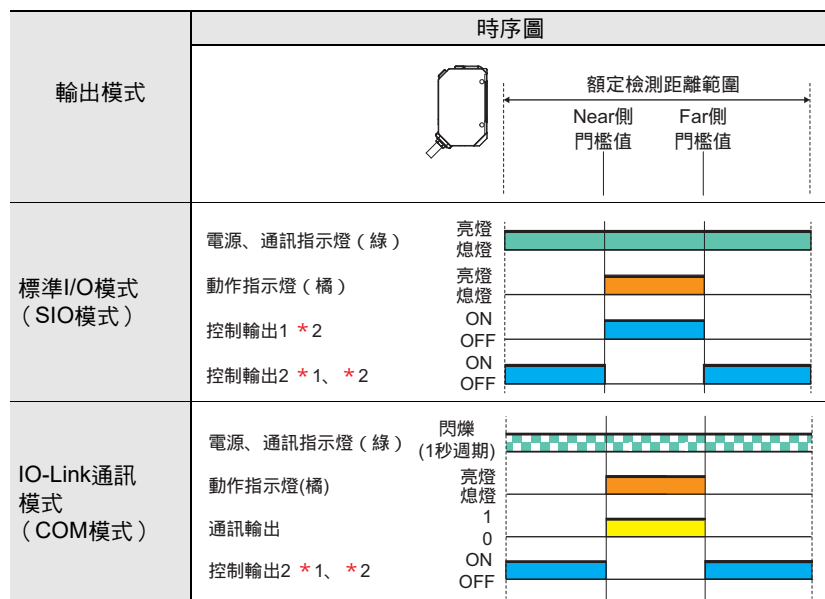 輸出模式
時序圖
額定檢測距離範圍
Near側
門檻值
Far側
門檻值
標準I/O模式
（SIO模式）
電源、通訊指示燈（綠）
亮燈
熄燈
動作指示燈（橘）
亮燈
熄燈
控制輸出1 *2
ON
OFF
控制輸出2 *1、*2
ON
OFF
IO-Link通訊
模式
（COM模式）
電源、通訊指示燈（綠）
閃爍
(1秒週期)
動作指示燈(橘)
亮燈
熄燈
通訊輸出
1
0
控制輸出2 *1、*2
ON
OFF